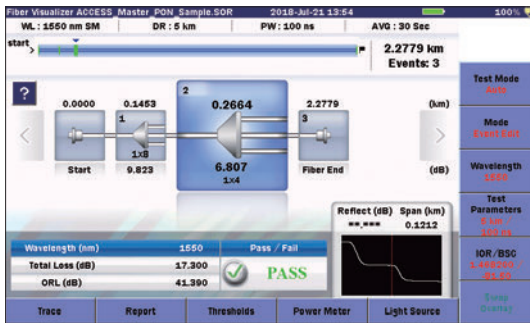 Fiber Visualizer ACCESS_Master_PON_Sample.SOR 2018-Jul-21 13:54 100%
WL : 1550 nm SM DR : 5 km PW : 100 ns AVG : 30 Sec
start
2.2779 km
Events: 3
?
0.0000 0.1453 2 0.2664 2.2779 (km)
1 3
1x8
Start 9.823 6.807 Fiber End (dB)
1x4
Reflect (dB) Span (km)
**.*** 0.1212
Wavelength (nm) 1550 Pass / Fail
Total Loss (dB) 17.300 PASS
ORL (dB) 41.390
Trace Report Thresholds Power Meter Light Source
Test Mode
Auto
Mode
Event Edit
Wavelength
1550
Test
Parameters
5 km
100 ns
IOR/BSC